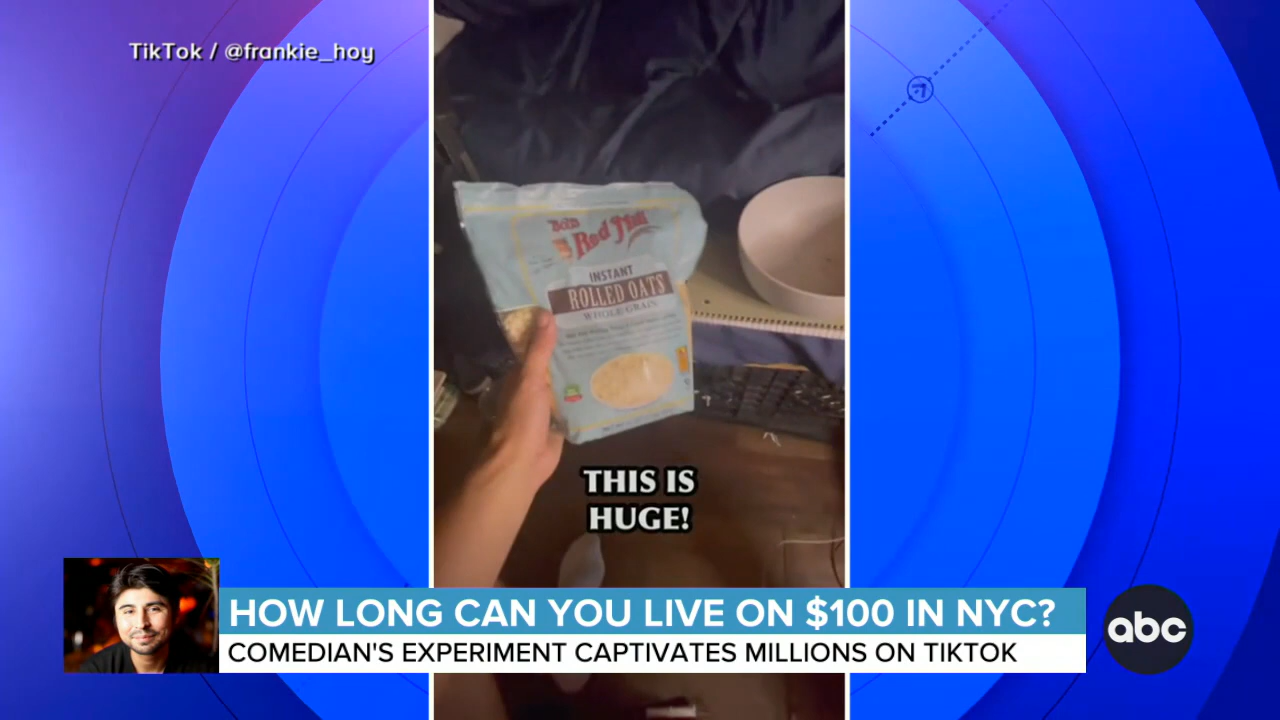 TikTok / @frankie_hoy
Bob's
Red Mill
INSTANT
ROLLED OATS
WHOLE GRAIN
THIS IS
HUGE!
HOW LONG CAN YOU LIVE ON $100 IN NYC?
COMEDIAN'S EXPERIMENT CAPTIVATES MILLIONS ON TIKTOK
abc